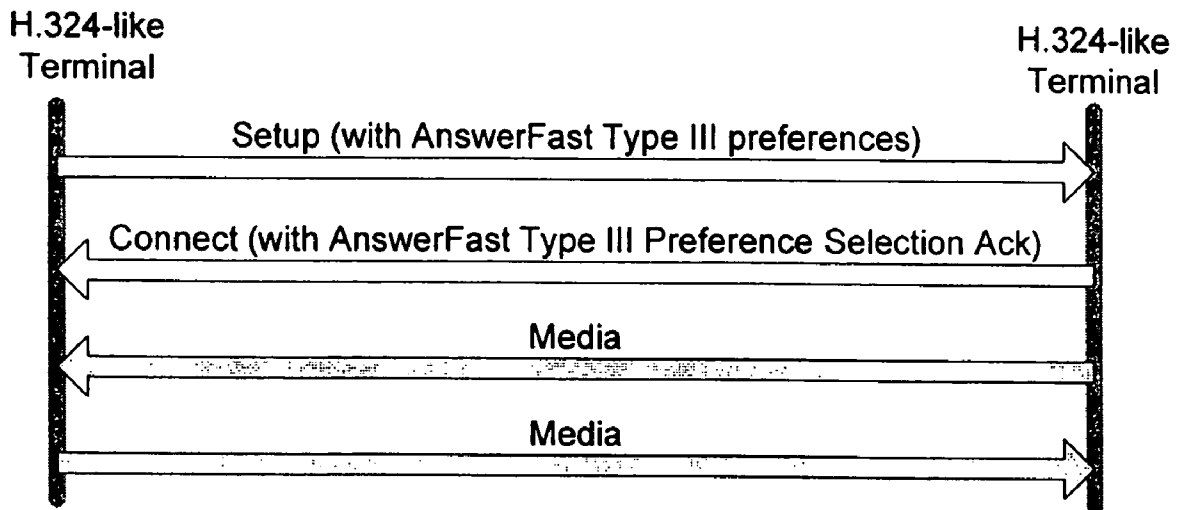 H.324-like
Terminal
H.324-like
Terminal
Setup (with AnswerFast Type III preferences)
Connect (with AnswerFast Type III Preference Selection Ack)
Media
Media